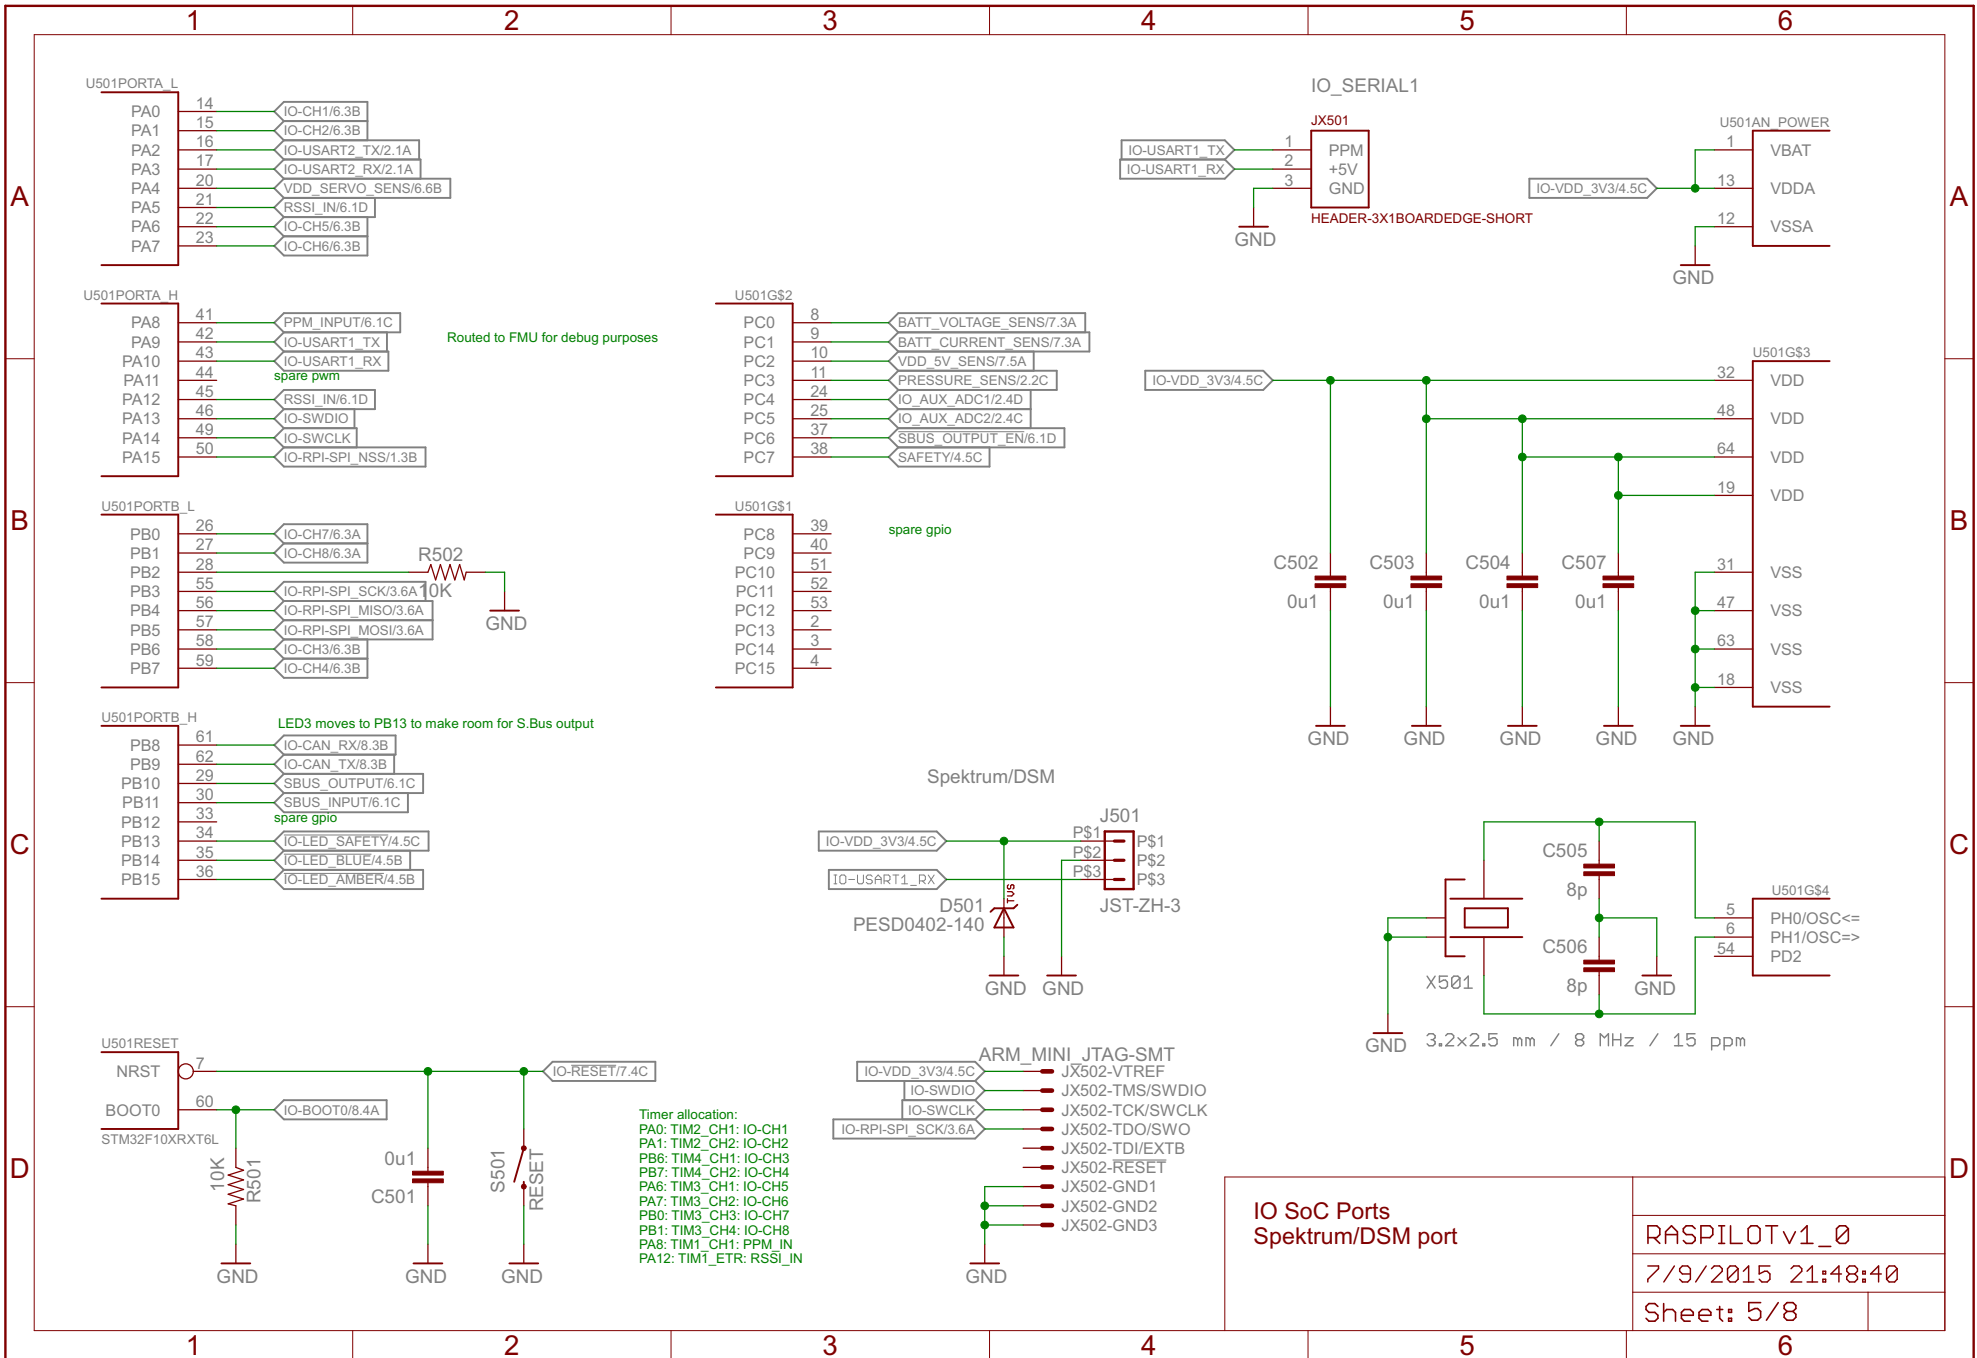 1 2 3 4 5 6
A
B
C
D
A
B
C
D
U501PORTA_L
PA0 14 IO-CH1/6.3B
PA1 15 IO-CH2/6.3B
PA2 16 IO-USART2_TX/2.1A
PA3 17 IO-USART2_RX/2.1A
PA4 20 VDD_SERVO_SENS/6.6B
PA5 21 RSSI_IN/6.1D
PA6 22 IO-CH5/6.3B
PA7 23 IO-CH6/6.3B
U501PORTA_H
PA8 41 PPM_INPUT/6.1C
PA9 42 IO-USART1_TX
PA10 43 IO-USART1_RX
PA11 44 spare pwm
PA12 45 RSSI_IN/6.1D
PA13 46 IO-SWDIO
PA14 49 IO-SWCLK
PA15 50 IO-RPI-SPI_NSS/1.3B
Routed to FMU for debug purposes
U501PORTB_L
PB0 26 IO-CH7/6.3A
PB1 27 IO-CH8/6.3A
PB2 28
PB3 55 IO-RPI-SPI_SCK/3.6A
PB4 56 IO-RPI-SPI_MISO/3.6A
PB5 57 IO-RPI-SPI_MOSI/3.6A
PB6 58 IO-CH3/6.3B
PB7 59 IO-CH4/6.3B
R502
10K
GND
U501PORTB_H
LED3 moves to PB13 to make room for S.Bus output
PB8 61 IO-CAN_RX/8.3B
PB9 62 IO-CAN_TX/8.3B
PB10 29 SBUS_OUTPUT/6.1C
PB11 30 SBUS_INPUT/6.1C
PB12 33 spare gpio
PB13 34 IO-LED_SAFETY/4.5C
PB14 35 IO-LED_BLUE/4.5B
PB15 36 IO-LED_AMBER/4.5B
U501RESET
NRST 7 IO-RESET/7.4C
BOOT0 60 IO-BOOT0/8.4A
STM32F10XRXT6L
10K
R501
GND
0u1
C501
GND
S501
RESET
GND
U501G$2
PC0 8 BATT_VOLTAGE_SENS/7.3A
PC1 9 BATT_CURRENT_SENS/7.3A
PC2 10 VDD_5V_SENS/7.5A
PC3 11 PRESSURE_SENS/2.2C
PC4 24 IO_AUX_ADC1/2.4D
PC5 25 IO_AUX_ADC2/2.4C
PC6 37 SBUS_OUTPUT_EN/6.1D
PC7 38 SAFETY/4.5C
U501G$1
PC8 39
PC9 40
PC10 51
PC11 52
PC12 53
PC13 2
PC14 3
PC15 4
spare gpio
Spektrum/DSM
J501
IO-VDD_3V3/4.5C P$1 P$1
P$2 P$2
IO-USART1_RX P$3 P$3
JST-ZH-3
TVS
D501
PESD0402-140
GND GND
Timer allocation:
PA0: TIM2_CH1: IO-CH1
PA1: TIM2_CH2: IO-CH2
PB6: TIM4_CH1: IO-CH3
PB7: TIM4_CH2: IO-CH4
PA6: TIM3_CH1: IO-CH5
PA7: TIM3_CH2: IO-CH6
PB0: TIM3_CH3: IO-CH7
PB1: TIM3_CH4: IO-CH8
PA8: TIM1_CH1: PPM_IN
PA12: TIM1_ETR: RSSI_IN
ARM_MINI_JTAG-SMT
IO-VDD_3V3/4.5C JX502-VTREF
IO-SWDIO JX502-TMS/SWDIO
IO-SWCLK JX502-TCK/SWCLK
IO-RPI-SPI_SCK/3.6A JX502-TDO/SWO
JX502-TDI/EXTB
JX502-RESET
JX502-GND1
JX502-GND2
JX502-GND3
GND
IO_SERIAL1
JX501
IO-USART1_TX 1 PPM
IO-USART1_RX 2 +5V
3 GND
HEADER-3X1BOARDEDGE-SHORT
GND
U501AN_POWER
1 VBAT
IO-VDD_3V3/4.5C 13 VDDA
12 VSSA
GND
U501G$3
IO-VDD_3V3/4.5C 32 VDD
48 VDD
64 VDD
19 VDD
31 VSS
47 VSS
63 VSS
18 VSS
C502 C503 C504 C507
0u1 0u1 0u1 0u1
GND GND GND GND GND
C505
8p
C506
8p
GND
X501
GND
3.2x2.5 mm / 8 MHz / 15 ppm
U501G$4
5 PH0/OSC<=
6 PH1/OSC=>
54 PD2
IO SoC Ports
Spektrum/DSM port
RASPILOTv1_0
7/9/2015 21:48:40
Sheet: 5/8
1 2 3 4 5 6